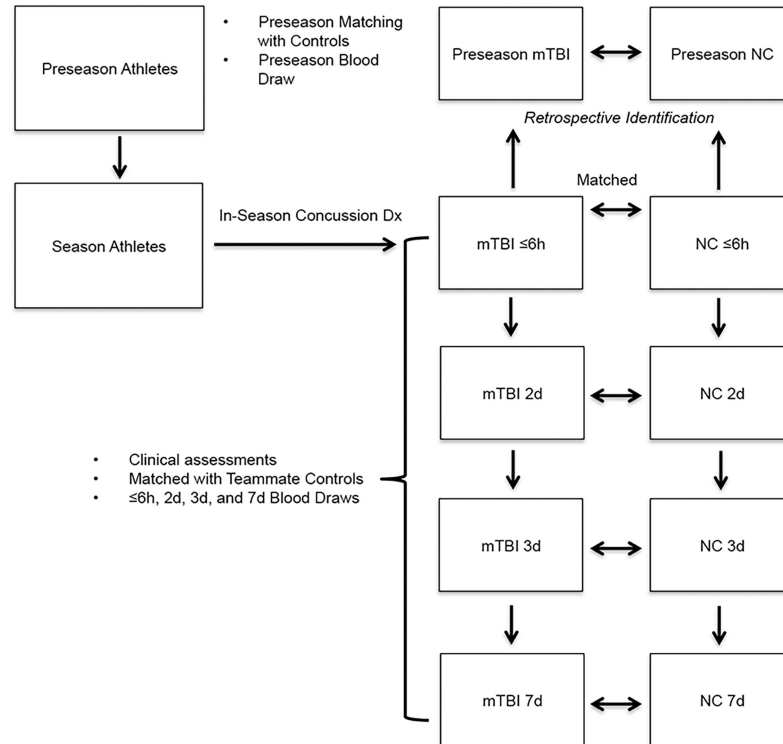 Preseason Athletes
• Preseason Matching
with Controls
• Preseason Blood
Draw
Preseason mTBI
Preseason NC
Retrospective Identification
Season Athletes
In-Season Concussion Dx
Matched
mTBI ≤6h
NC ≤6h
mTBI 2d
NC 2d
• Clinical assessments
• Matched with Teammate Controls
• ≤6h, 2d, 3d, and 7d Blood Draws
mTBI 3d
NC 3d
mTBI 7d
NC 7d